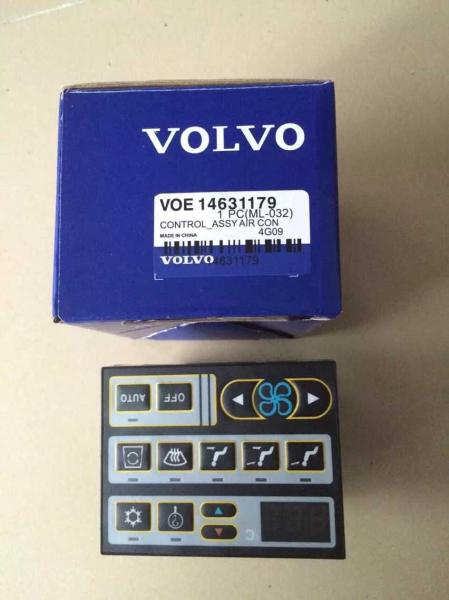 VOLVO
VOE 14631179
1 PC(ML-032)
CONTROL_ASSY AIR CON
MADE IN CHINA 4G09
VOLVO 14631179
AUTO OFF
°C